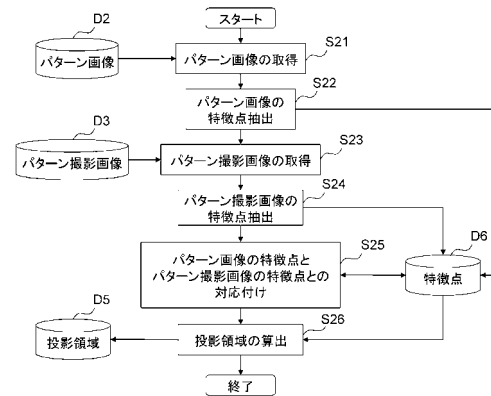 スタート
D2
パターン画像
S21
パターン画像の取得
S22
パターン画像の
特徴点抽出
D3
パターン撮影画像
S23
パターン撮影画像の取得
S24
パターン撮影画像の
特徴点抽出
S25
パターン画像の特徴点と
パターン撮影画像の特徴点との
対応付け
D6
特徴点
D5
投影領域
S26
投影領域の算出
終了